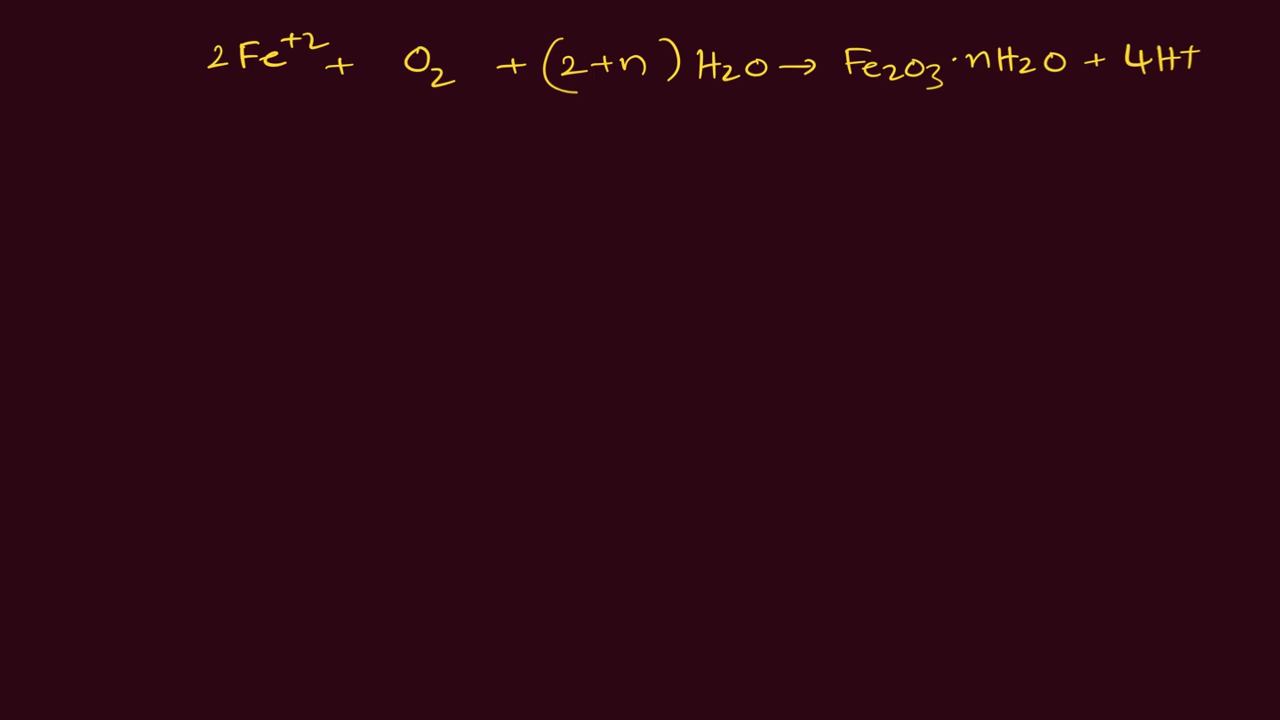 2Fe⁺² + O₂ + (2+n) H₂O → Fe₂O₃·nH₂O + 4H⁺